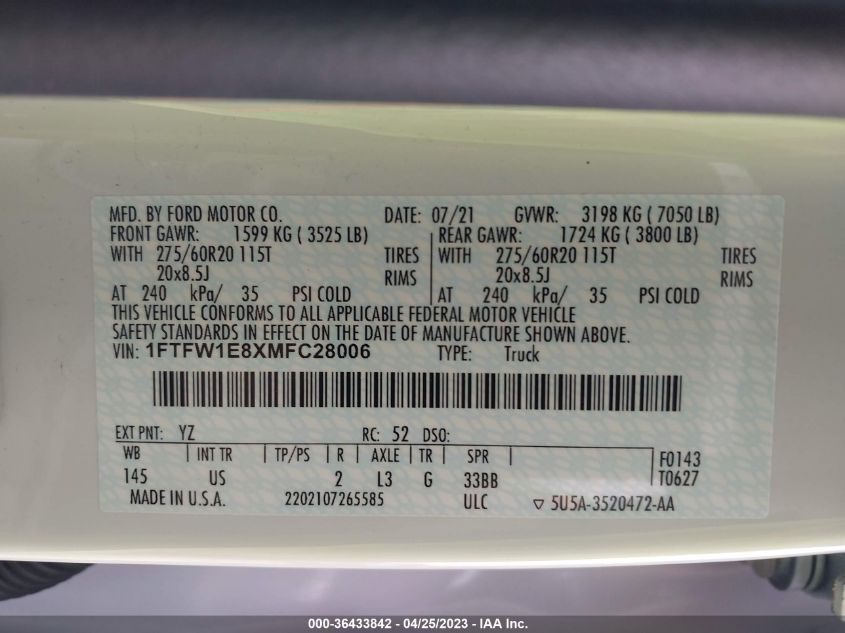 MFD. BY FORD MOTOR CO. DATE: 07/21 GVWR: 3198 KG ( 7050 LB)
FRONT GAWR: 1599 KG ( 3525 LB) REAR GAWR: 1724 KG ( 3800 LB)
WITH 275/60R20 115T TIRES WITH 275/60R20 115T TIRES
20x8.5J RIMS 20x8.5J RIMS
AT 240 kPa/ 35 PSI COLD AT 240 kPa/ 35 PSI COLD
THIS VEHICLE CONFORMS TO ALL APPLICABLE FEDERAL MOTOR VEHICLE
SAFETY STANDARDS IN EFFECT ON THE DATE OF MANUFACTURE SHOWN ABOVE.
VIN: 1FTFW1E8XMFC28006 TYPE: Truck
EXT PNT: YZ RC: 52 DSO:
WB INT TR TP/PS R AXLE TR SPR F0143
145 US 2 L3 G 33BB T0627
MADE IN U.S.A. 2202107265585 ULC ▽ 5U5A-3520472-AA
000-36433842 - 04/25/2023 - IAA Inc.